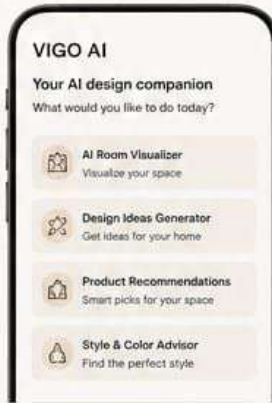 VIGO AI
Your AI design companion
What would you like to do today?
AI Room Visualizer
Visualize your space
Design Ideas Generator
Get ideas for your home
Product Recommendations
Smart picks for your space
Style & Color Advisor
Find the perfect style